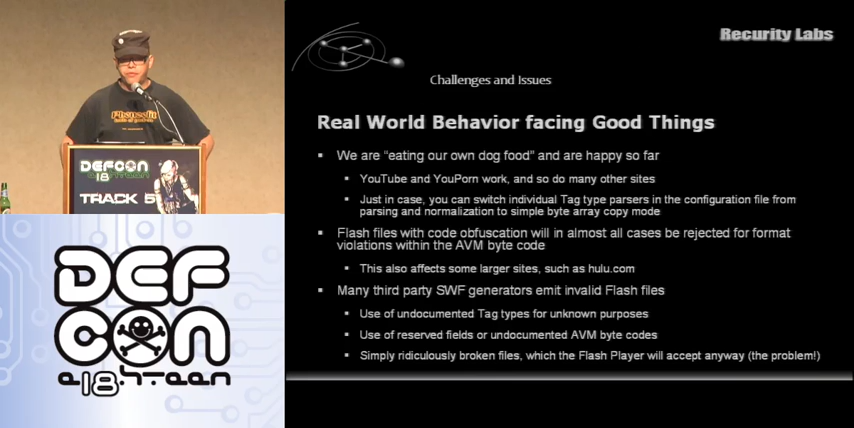 Recurity Labs
Challenges and Issues
Real World Behavior facing Good Things
We are “eating our own dog food” and are happy so far
YouTube and YouPorn work, and so do many other sites
Just in case, you can switch individual Tag type parsers in the configuration file from
parsing and normalization to simple byte array copy mode
Flash files with code obfuscation will in almost all cases be rejected for format
violations within the AVM byte code
This also affects some larger sites, such as hulu.com
Many third party SWF generators emit invalid Flash files
Use of undocumented Tag types for unknown purposes
Use of reserved fields or undocumented AVM byte codes
Simply ridiculously broken files, which the Flash Player will accept anyway (the problem!)
DEFCON
18
TRACK 5
DEF
CON
e18hteen